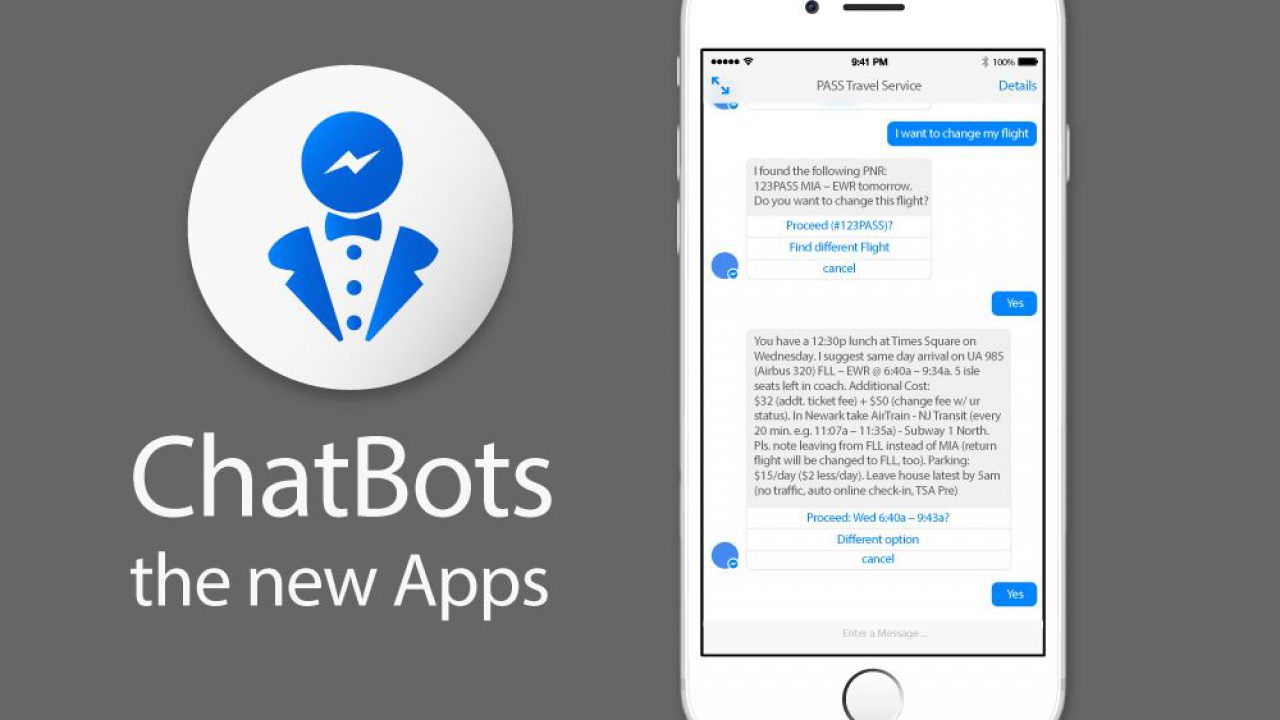 ChatBots
the new Apps
9:41 PM
100%
PASS Travel Service
Details
I want to change my flight
I found the following PNR:
123PASS MIA – EWR tomorrow.
Do you want to change this flight?
Proceed (#123PASS)?
Find different Flight
cancel
Yes
You have a 12:30p lunch at Times Square on
Wednesday. I suggest same day arrival on UA 985
(Airbus 320) FLL – EWR @ 6:40a – 9:34a. 5 isle
seats left in coach. Additional Cost:
$32 (addt. ticket fee) + $50 (change fee w/ ur
status). In Newark take AirTrain - NJ Transit (every
20 min. e.g. 11:07a – 11:35a) - Subway 1 North.
Pls. note leaving from FLL instead of MIA (return
flight will be changed to FLL, too). Parking:
$15/day ($2 less/day). Leave house latest by 5am
(no traffic, auto online check-in, TSA Pre)
Proceed: Wed 6:40a – 9:43a?
Different option
cancel
Yes
Enter a Message ...